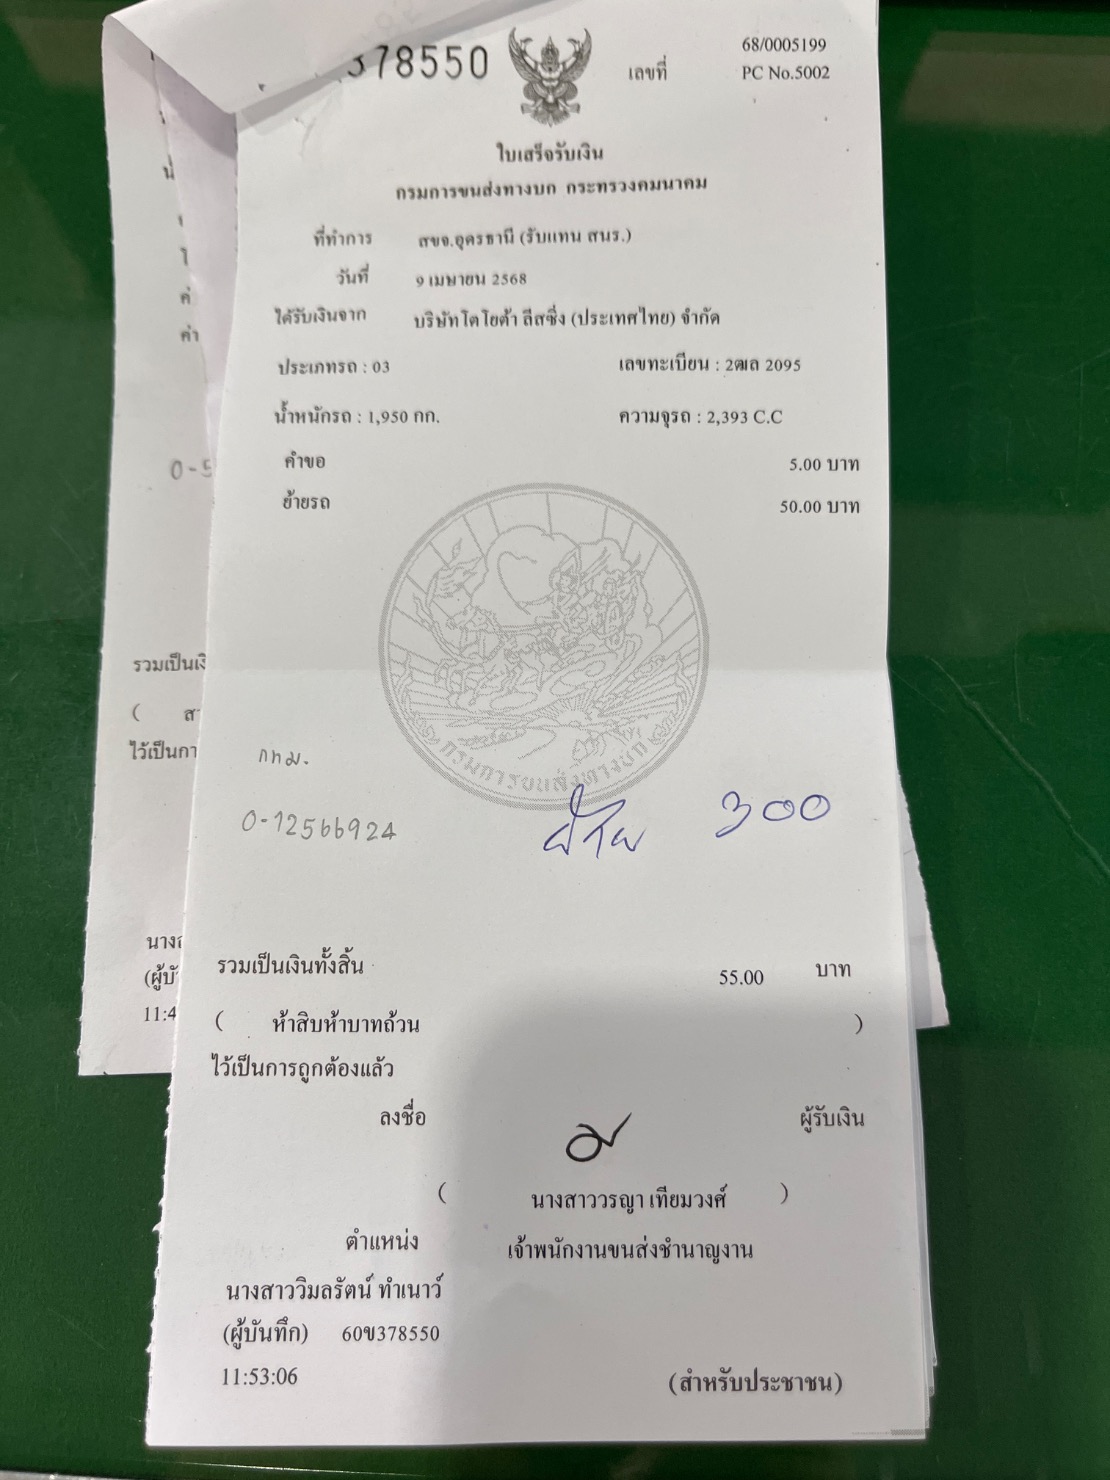 378550
เลขที่ 68/0005199
PC No.5002
ใบเสร็จรับเงิน
กรมการขนส่งทางบก กระทรวงคมนาคม
ที่ทำการ สขจ.อุดรธานี (รับแทน สนร.)
วันที่ 9 เมษายน 2568
ได้รับเงินจาก บริษัทโตโยต้า ลีสซิ่ง (ประเทศไทย) จำกัด
ประเภทรถ : 03 เลขทะเบียน : 2ฒล 2095
น้ำหนักรถ : 1,950 กก. ความจุรถ : 2,393 C.C
คำขอ 5.00 บาท
ย้ายรถ 50.00 บาท
กรมการขนส่งทางบก
กทม.
0-12566924
300
รวมเป็นเงินทั้งสิ้น 55.00 บาท
( ห้าสิบห้าบาทถ้วน )
ไว้เป็นการถูกต้องแล้ว
ลงชื่อ ผู้รับเงิน
( นางสาววรญา เทียมวงศ์ )
ตำแหน่ง เจ้าพนักงานขนส่งชำนาญงาน
นางสาววิมลรัตน์ ทำเนาว์
(ผู้บันทึก) 60ข378550
11:53:06
(สำหรับประชาชน)